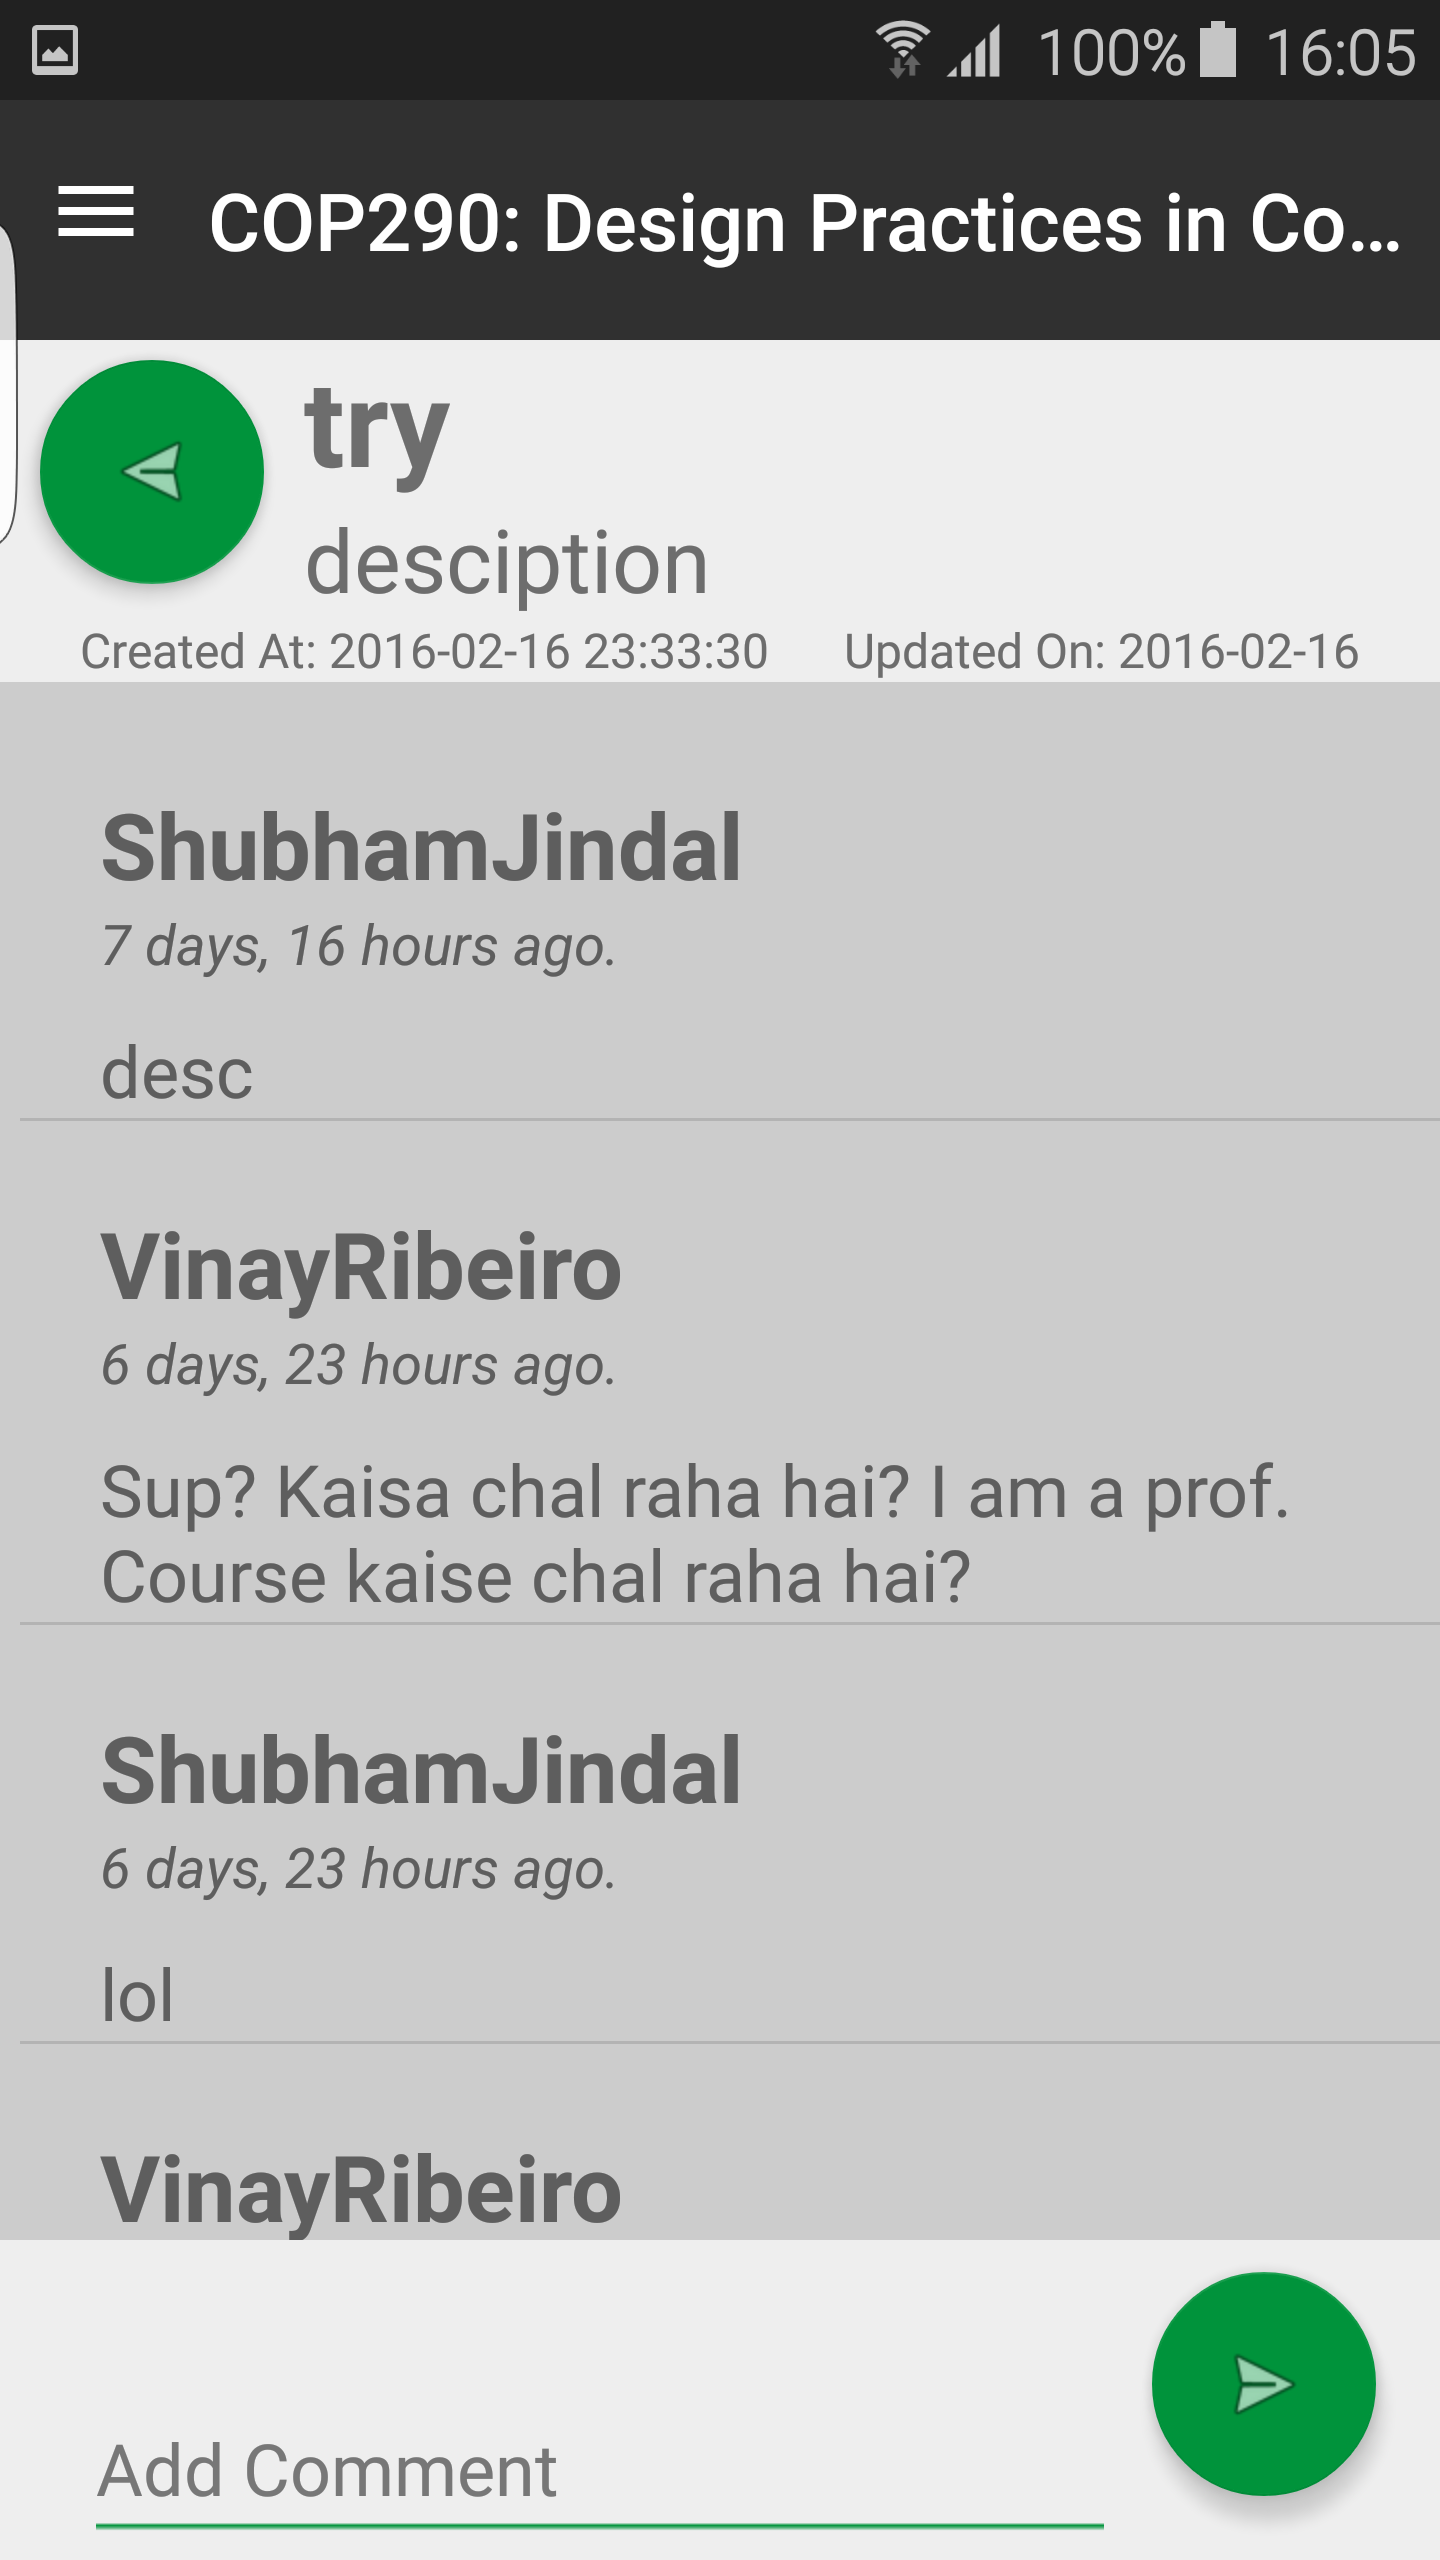 100% 16:05
COP290: Design Practices in Co...
try
desciption
Created At: 2016-02-16 23:33:30 Updated On: 2016-02-16
ShubhamJindal
7 days, 16 hours ago.
desc
VinayRibeiro
6 days, 23 hours ago.
Sup? Kaisa chal raha hai? I am a prof.
Course kaise chal raha hai?
ShubhamJindal
6 days, 23 hours ago.
lol
VinayRibeiro
Add Comment